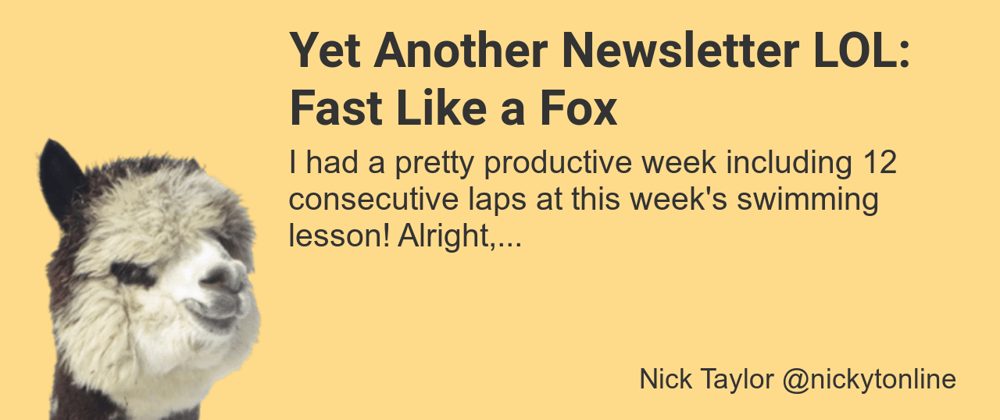 Yet Another Newsletter LOL:
Fast Like a Fox
I had a pretty productive week including 12
consecutive laps at this week's swimming
lesson! Alright,...
Nick Taylor @nickytonline